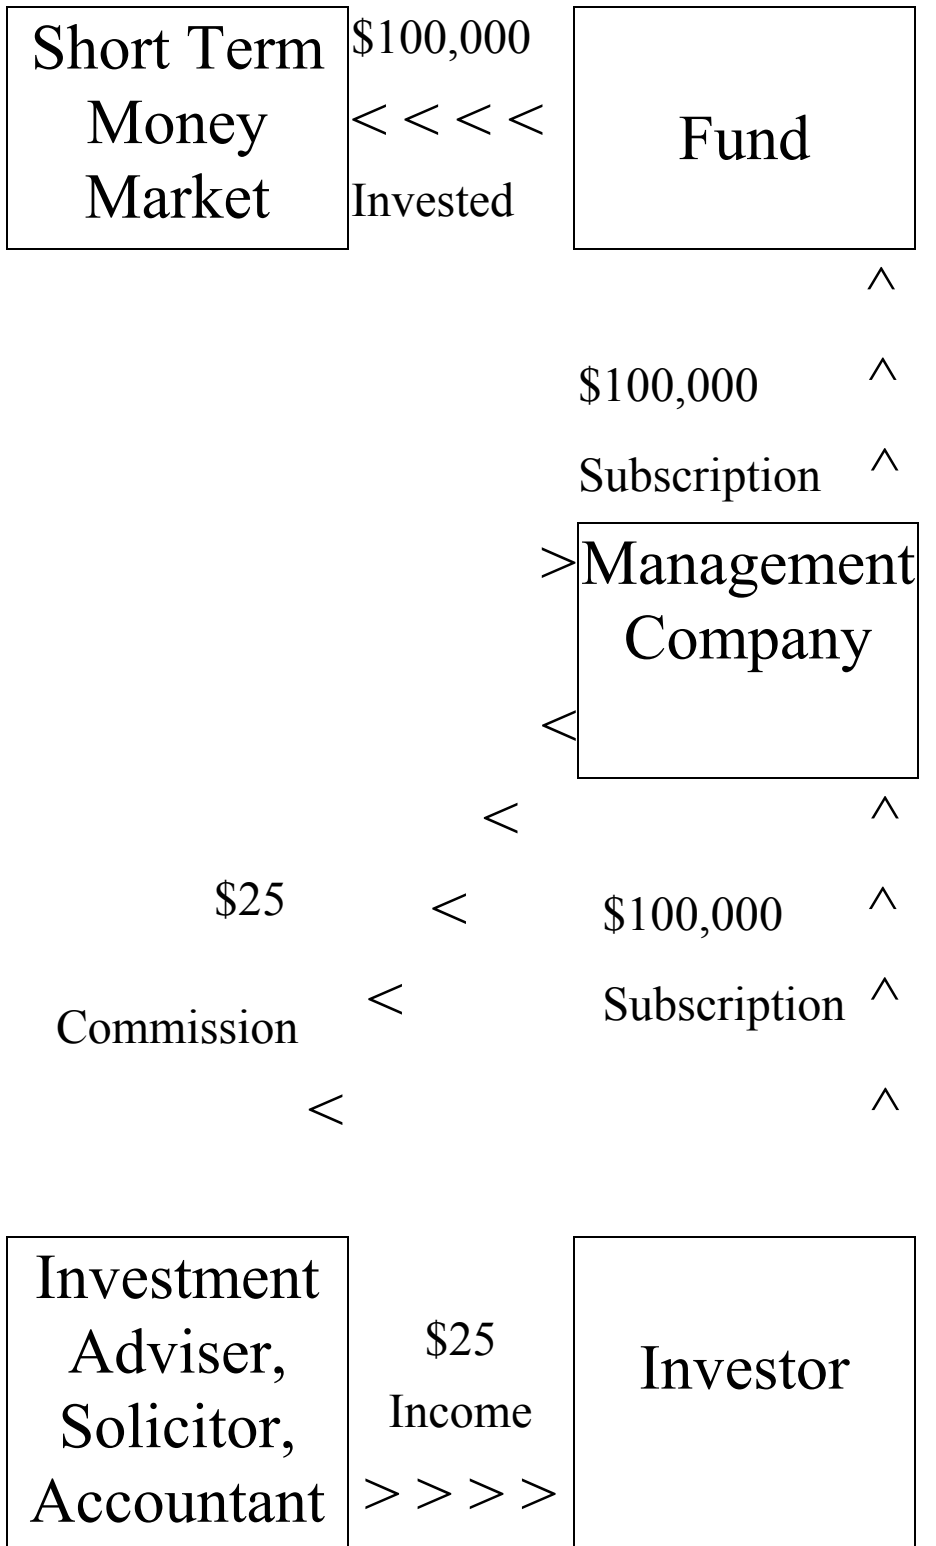 Short Term
Money
Market
$100,000
< < < <
Invested
Fund
^
$100,000
^
Subscription
^
>
Management
Company
<
<
^
$25
<
$100,000
^
Commission
<
Subscription
^
<
^
Investment
Adviser,
Solicitor,
Accountant
$25
Income
> > > >
Investor